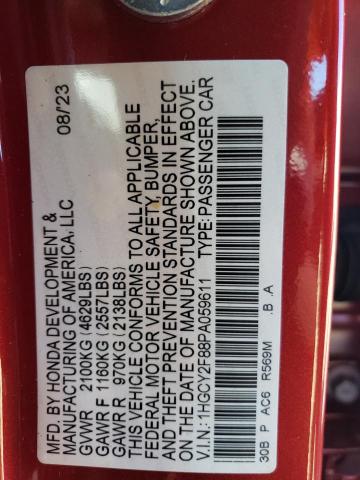 MFD. BY HONDA DEVELOPMENT & 08/23
MANUFACTURING OF AMERICA, LLC
GVWR 2100KG (4629LBS)
GAWR F 1160KG (2557LBS)
GAWR R 970KG (2138LBS)
THIS VEHICLE CONFORMS TO ALL APPLICABLE
FEDERAL MOTOR VEHICLE SAFETY BUMPER,
AND THEFT PREVENTION STANDARDS IN EFFECT
ON THE DATE OF MANUFACTURE SHOWN ABOVE.
V.I.N.: 1HGCY2F88PA059611 TYPE: PASSENGER CAR
30B P AC6 R569M .B .A